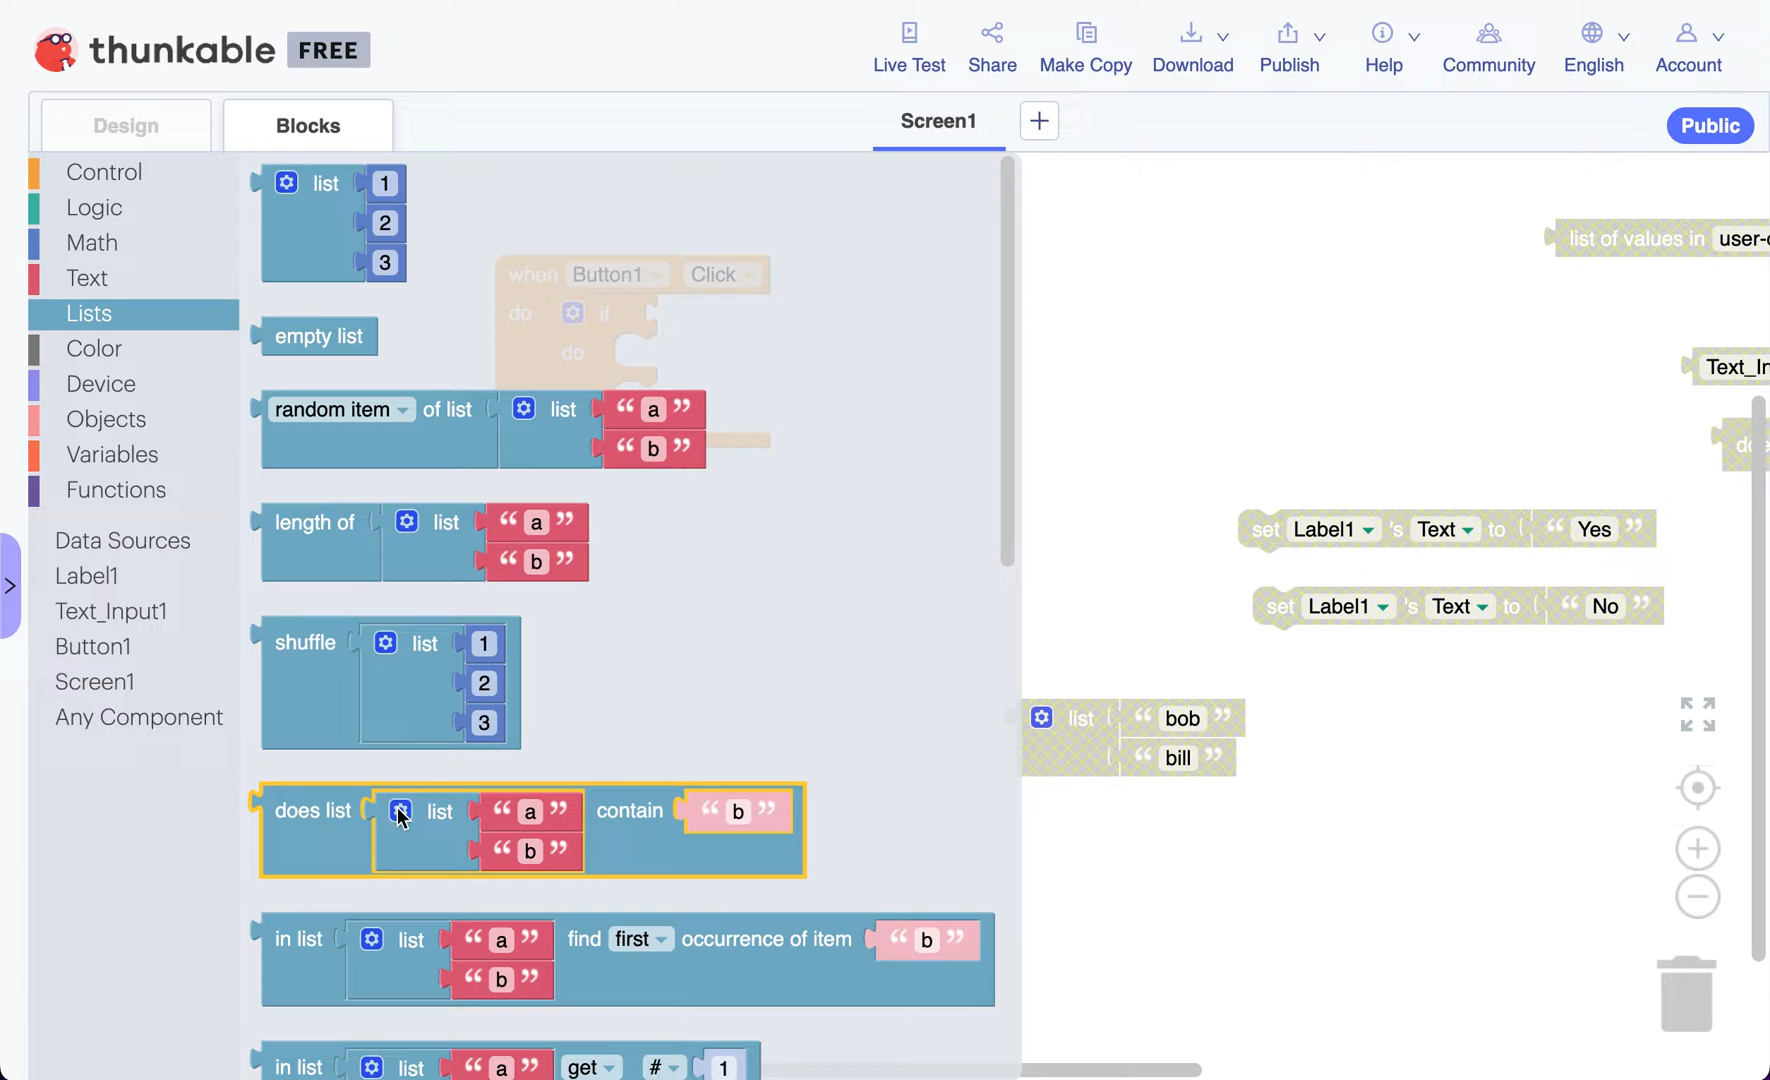 thunkable FREE
Live Test Share Make Copy Download Publish Help Community English Account
Design Blocks Screen1 + Public
Control
Logic
Math
Text
Lists
Color
Device
Objects
Variables
Functions
Data Sources
Label1
Text_Input1
Button1
Screen1
Any Component
list 1
2
3
when Button1 Click
do if
do
empty list
random item of list list “ a ”
“ b ”
length of list “ a ”
“ b ”
shuffle list 1
2
3
does list list “ a ” contain “ b ”
“ b ”
in list list “ a ” find first occurrence of item “ b ”
“ b ”
in list list “ a ” get # 1
list of values in user-
Text_In
set Label1 's Text to “ Yes ”
set Label1 's Text to “ No ”
list “ bob ”
“ bill ”